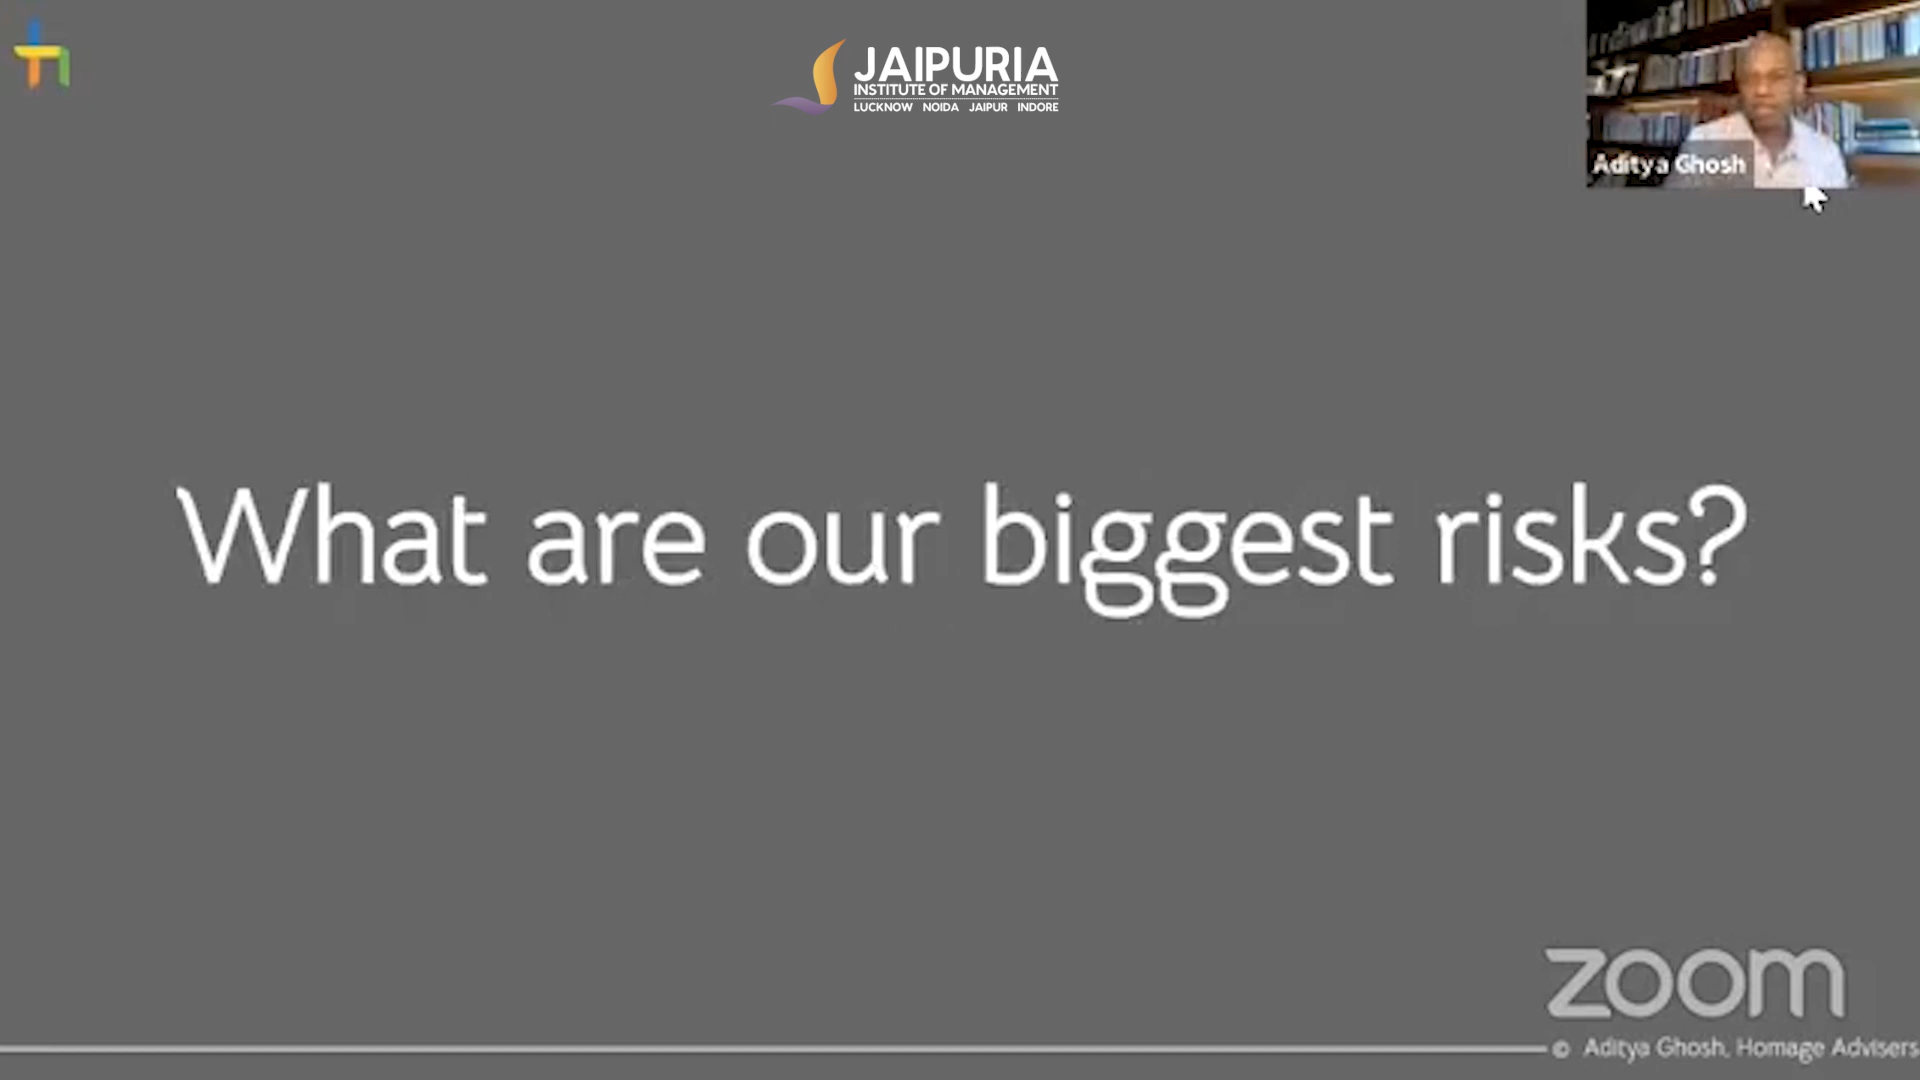 JAIPURIA
INSTITUTE OF MANAGEMENT
LUCKNOW NOIDA JAIPUR INDORE
Aditya Ghosh
What are our biggest risks?
zoom
© Aditya Ghosh, Homage Advisers